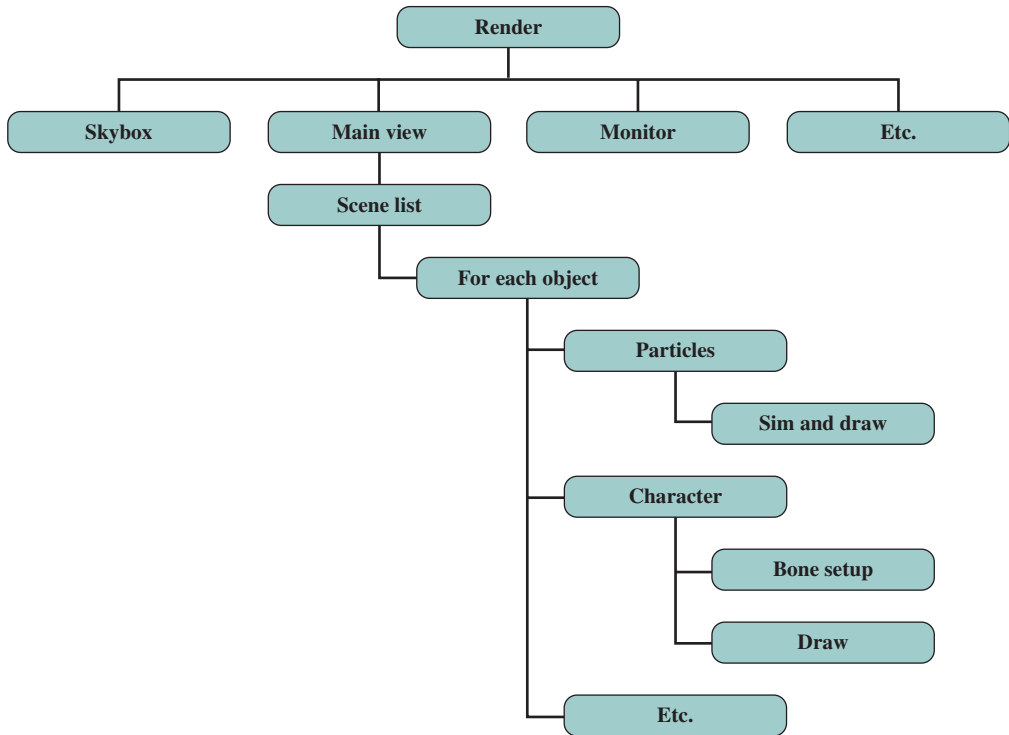 Render
Skybox
Main view
Monitor
Etc.
Scene list
For each object
Particles
Sim and draw
Character
Bone setup
Draw
Etc.